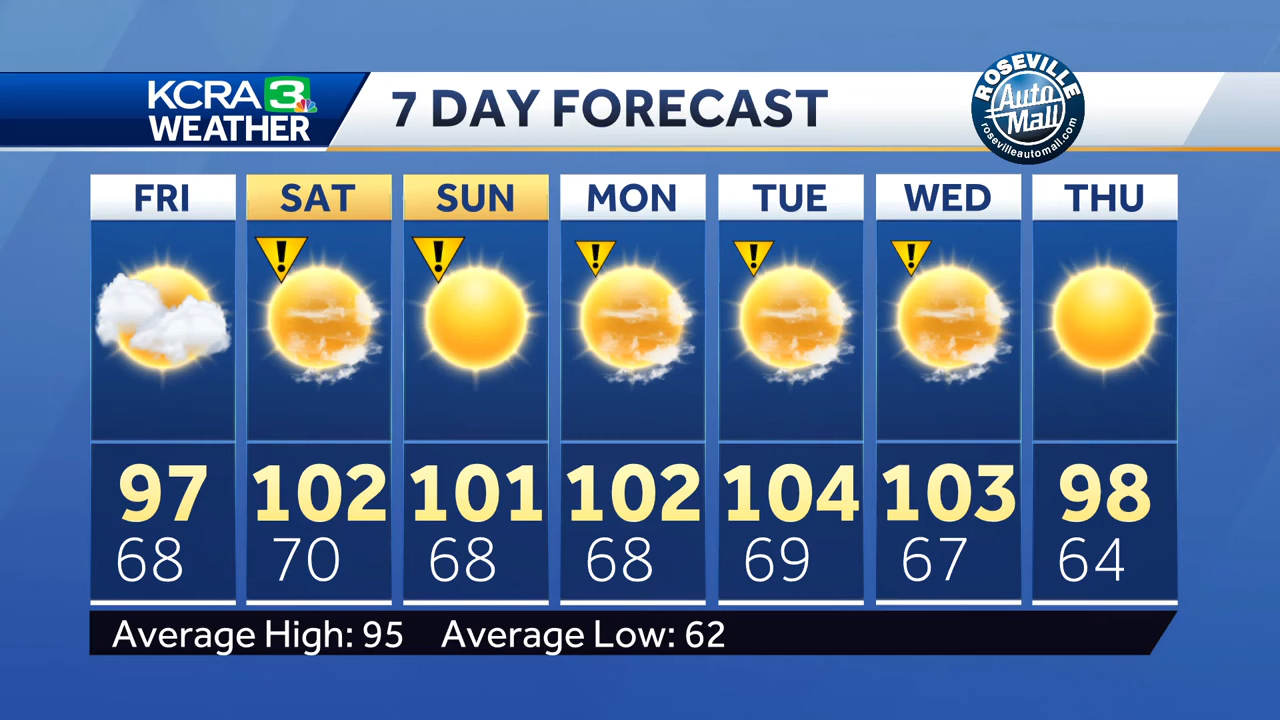 KCRA 3
WEATHER
7 DAY FORECAST
ROSEVILLE
Auto
Mall
rosevilleautomall.com
FRI SAT SUN MON TUE WED THU
! ! ! ! !
97 102 101 102 104 103 98
68 70 68 68 69 67 64
Average High: 95 Average Low: 62